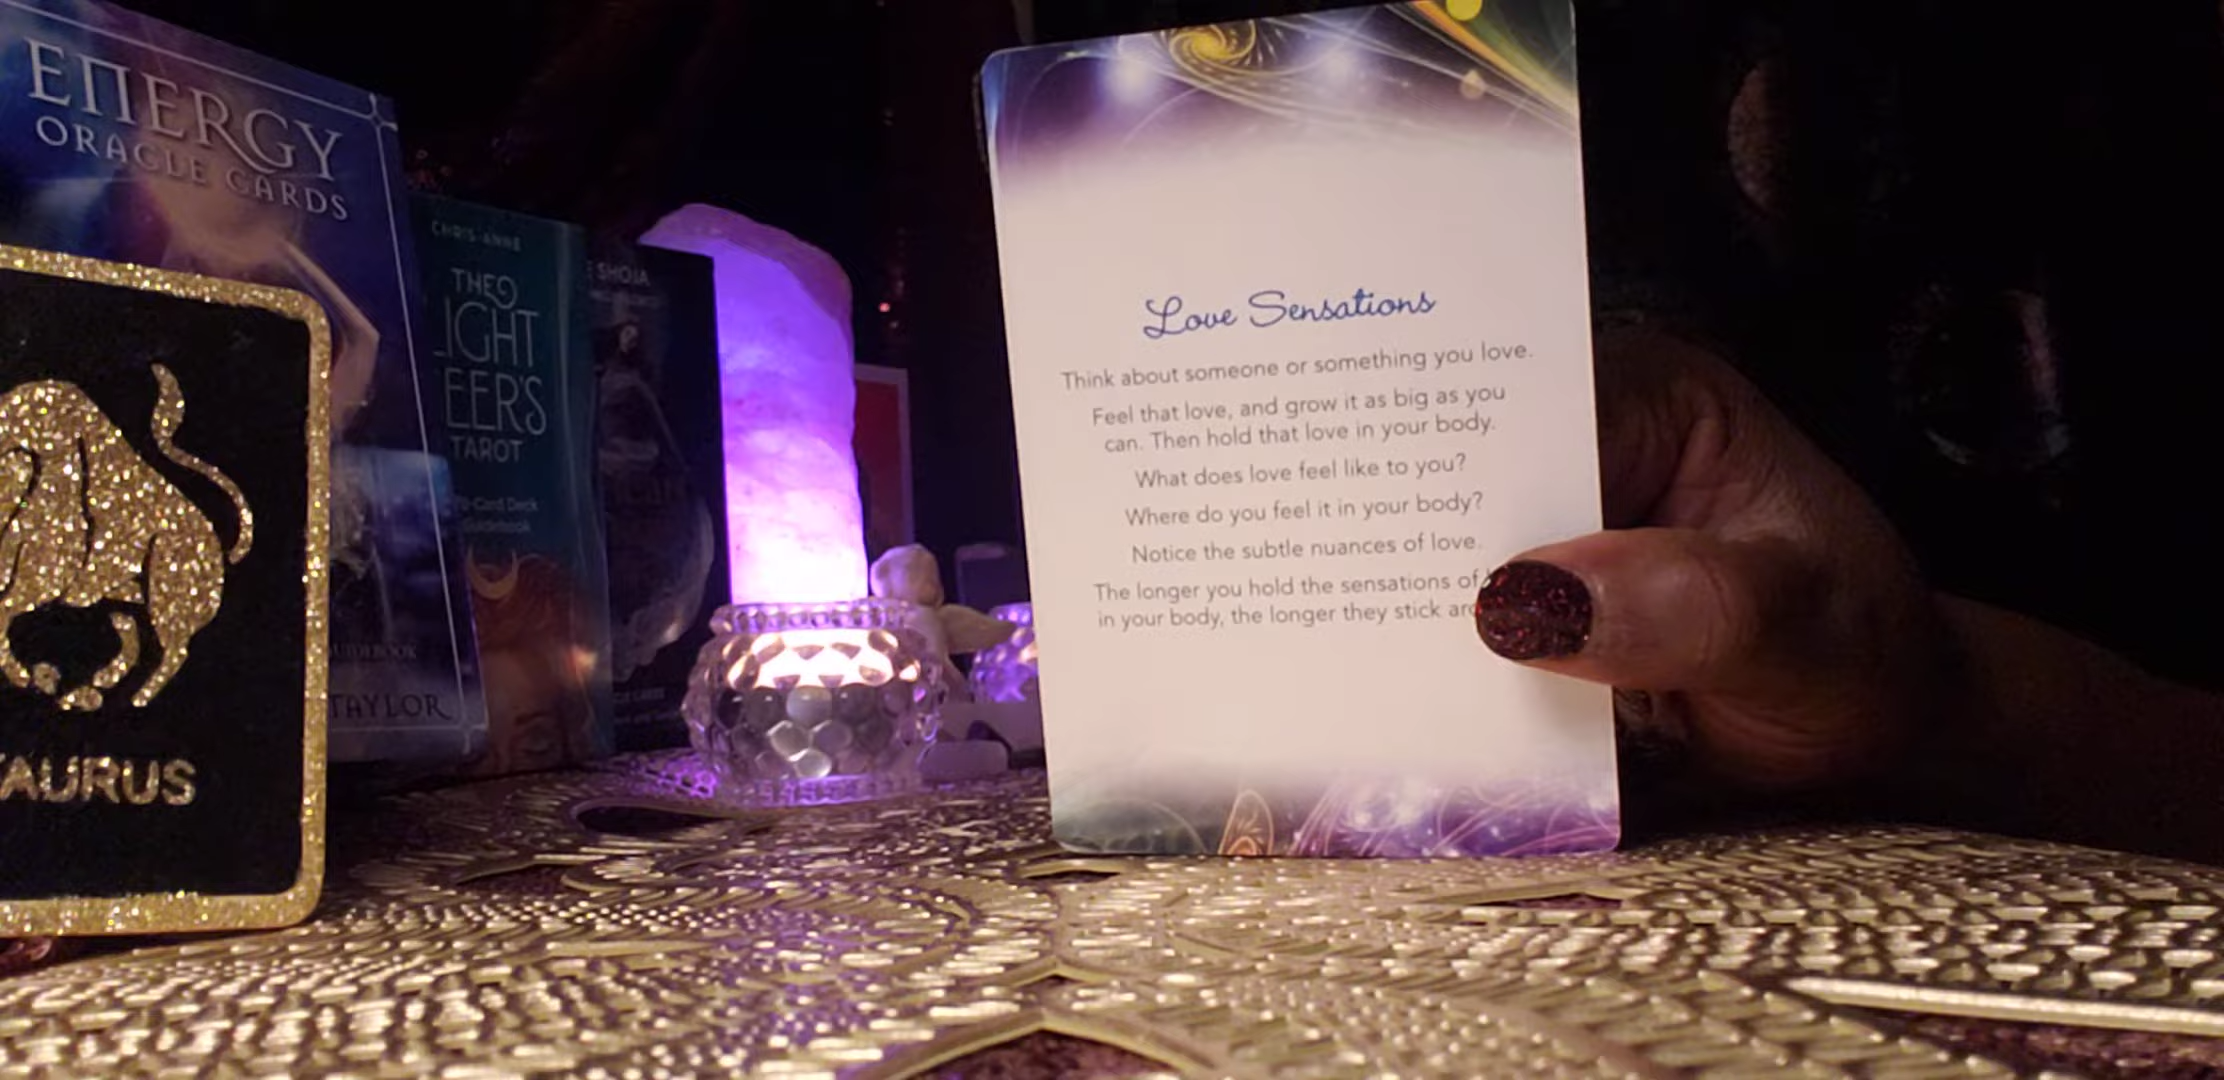 ENERGY
ORACLE CARDS
TAYLOR
TAURUS
CHRIS-ANNE
THE
LIGHT
SEER'S
TAROT
Card Deck
SHOJA
Love Sensations
Think about someone or something you love.
Feel that love, and grow it as big as you
can. Then hold that love in your body.
What does love feel like to you?
Where do you feel it in your body?
Notice the subtle nuances of love.
The longer you hold the sensations of
in your body, the longer they stick